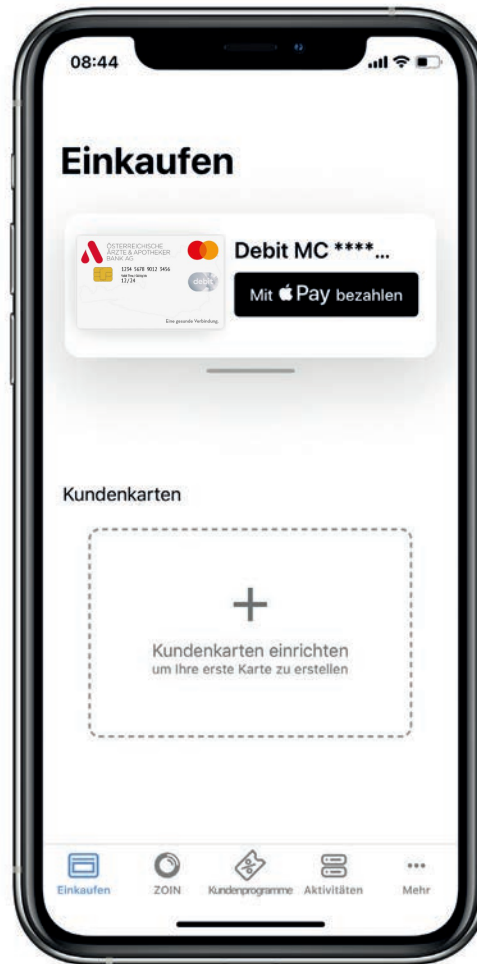 08:44
Einkaufen
ÖSTERREICHISCHE
ÄRZTE & APOTHEKER
BANK AG
1234 5678 9012 3456
12/24
debit
Eine gesunde Verbindung.
Debit MC ****...
Mit Pay bezahlen
Kundenkarten
+
Kundenkarten einrichten
um Ihre erste Karte zu erstellen
Einkaufen
ZOIN
Kundenprogramme
Aktivitäten
Mehr